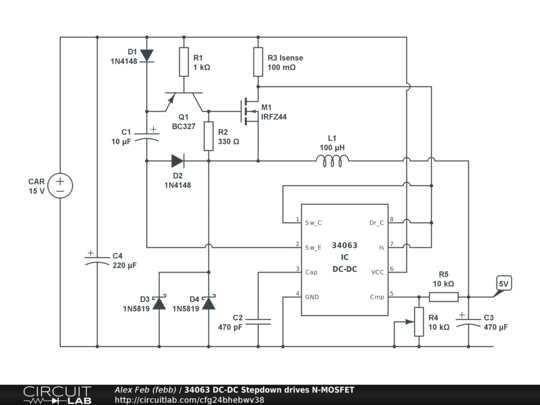 D1
1N4148
R1
1 kΩ
R3 Isense
100 mΩ
Q1
BC327
M1
IRFZ44
C1
10 µF
R2
330 Ω
L1
100 µH
D2
1N4148
CAR
15 V
1 Sw_C
Dr_C 8
34063
IC
DC-DC
2 Sw_E
Is 7
3 Cap
VCC 6
4 GND
Cmp 5
C4
220 µF
R5
10 kΩ
5V
D3
1N5819
D4
1N5819
C2
470 pF
R4
10 kΩ
C3
470 µF
CIRCUIT
LAB
Alex Feb (febb) / 34063 DC-DC Stepdown drives N-MOSFET
http://circuitlab.com/cfg24bhebwv38